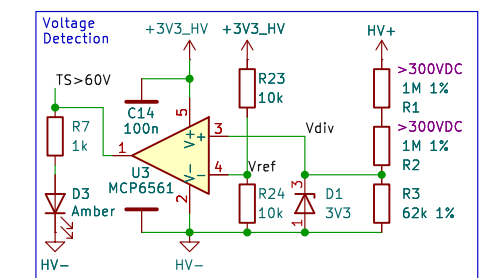 Voltage
Detection
+3V3_HV
+3V3_HV
HV+
TS>60V
C14
100n
R23
10k
>300VDC
1M 1%
R1
>300VDC
1M 1%
R2
R7
1k
5
V+
+
3
Vdiv
1
U3
MCP6561
V-
-
4
Vref
2
D3
Amber
R24
10k
3
D1
3V3
1
R3
62k 1%
HV-
HV-